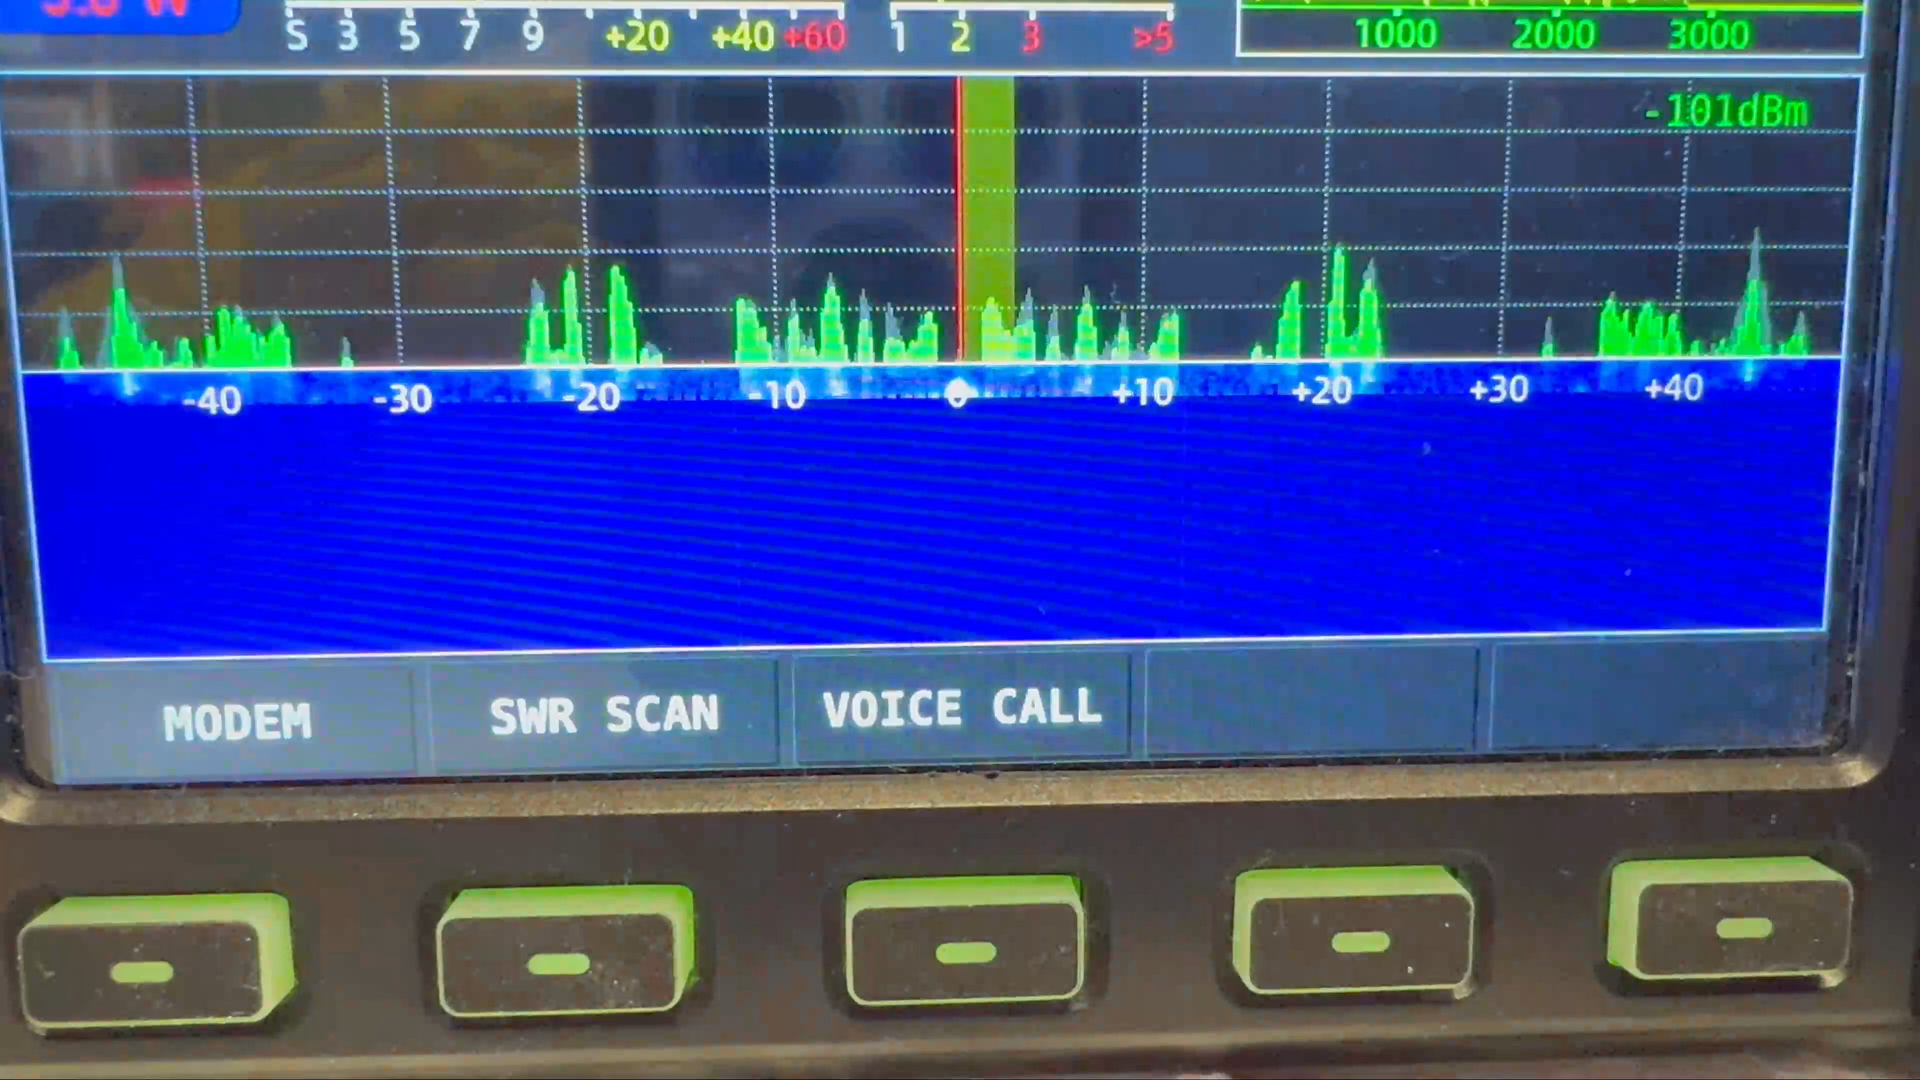 S 3 5 7 9 +20 +40 +60 1 2 3 >5 1000 2000 3000
-101dBm
-40 -30 -20 -10 0 +10 +20 +30 +40
MODEM SWR SCAN VOICE CALL